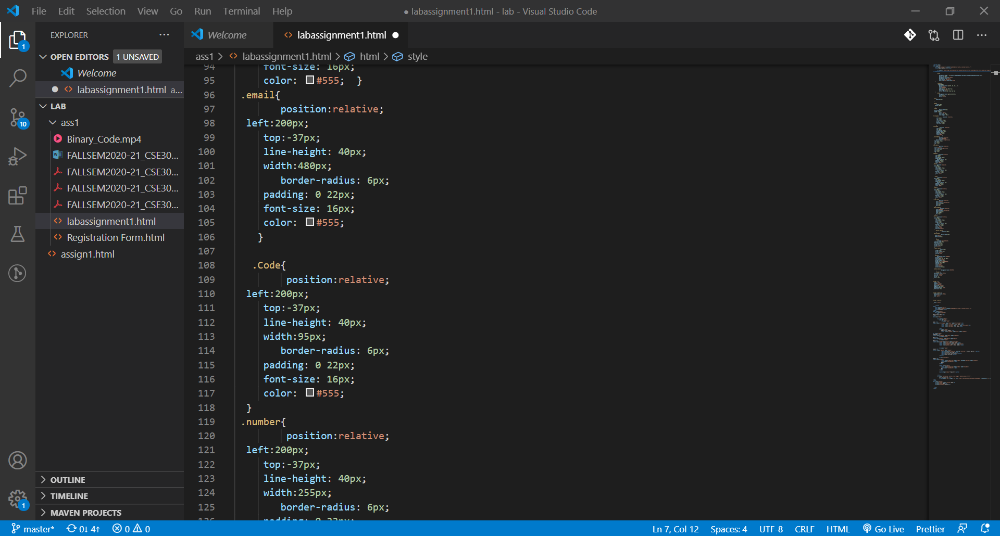 File Edit Selection View Go Run Terminal Help
● labassignment1.html - lab - Visual Studio Code
EXPLORER
Welcome
labassignment1.html
OPEN EDITORS 1 UNSAVED
Welcome
labassignment1.html a...
LAB
ass1
Binary_Code.mp4
FALLSEM2020-21_CSE30...
FALLSEM2020-21_CSE30...
FALLSEM2020-21_CSE30...
FALLSEM2020-21_CSE30...
labassignment1.html
Registration Form.html
assign1.html
OUTLINE
TIMELINE
MAVEN PROJECTS
1
10
1
ass1 > labassignment1.html > html > style
94 font-size: 16px;
95 color: #555; }
96 .email{
97 position:relative;
98 left:200px;
99 top:-37px;
100 line-height: 40px;
101 width:480px;
102 border-radius: 6px;
103 padding: 0 22px;
104 font-size: 16px;
105 color: #555;
106 }
107
108 .Code{
109 position:relative;
110 left:200px;
111 top:-37px;
112 line-height: 40px;
113 width:95px;
114 border-radius: 6px;
115 padding: 0 22px;
116 font-size: 16px;
117 color: #555;
118 }
119 .number{
120 position:relative;
121 left:200px;
122 top:-37px;
123 line-height: 40px;
124 width:255px;
125 border-radius: 6px;
126 padding: 0 22px;
master* 0↓ 4↑ 0 0
Ln 7, Col 12 Spaces: 4 UTF-8 CRLF HTML Go Live Prettier